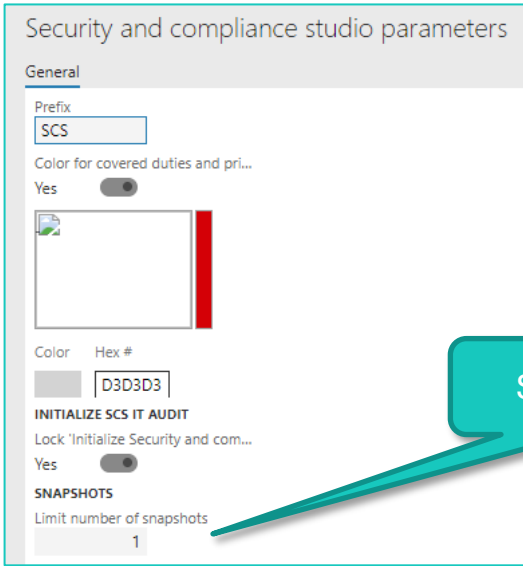 Security and compliance studio parameters
General
Prefix
SCS
Color for covered duties and pri...
Yes
Color Hex #
D3D3D3
INITIALIZE SCS IT AUDIT
Lock 'Initialize Security and com...
Yes
SNAPSHOTS
Limit number of snapshots
1
S